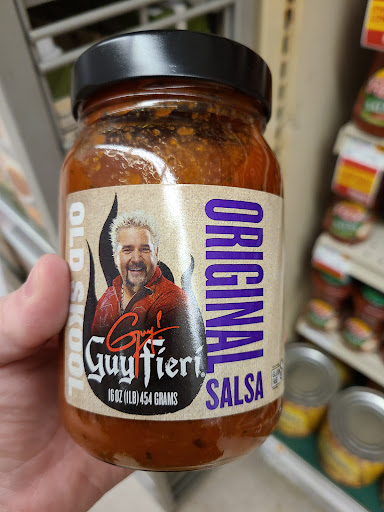 OLD SKOOL
Guy!
Guy Fieri
16 OZ (1LB) 454 GRAMS
ORIGINAL
SALSA